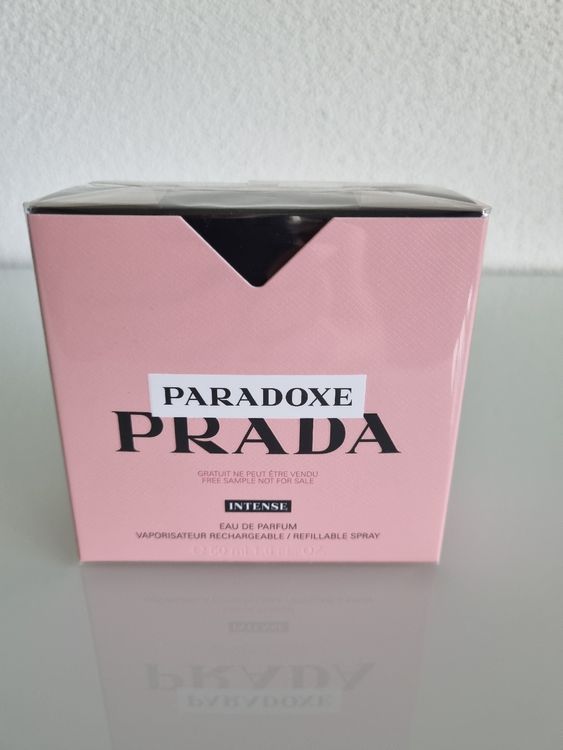 PARADOXE
PRADA
GRATUIT NE PEUT ÊTRE VENDU
FREE SAMPLE NOT FOR SALE
INTENSE
EAU DE PARFUM
VAPORISATEUR RECHARGEABLE / REFILLABLE SPRAY